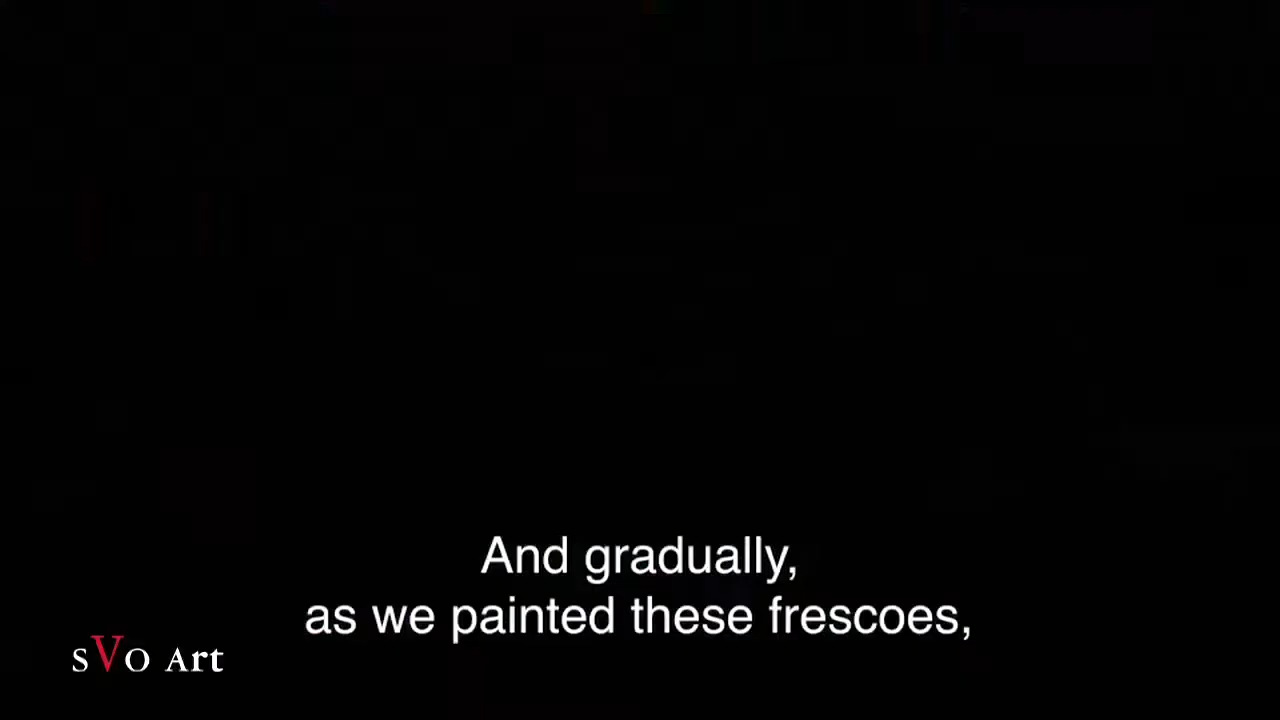 And gradually,
as we painted these frescoes,
sVo Art